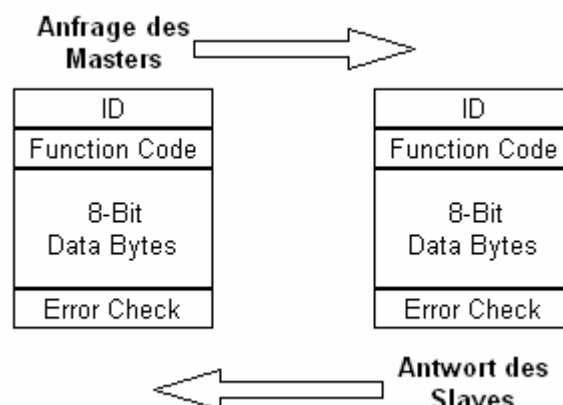 Anfrage des
Masters
ID
Function Code
8-Bit
Data Bytes
Error Check
ID
Function Code
8-Bit
Data Bytes
Error Check
Antwort des
Slaves